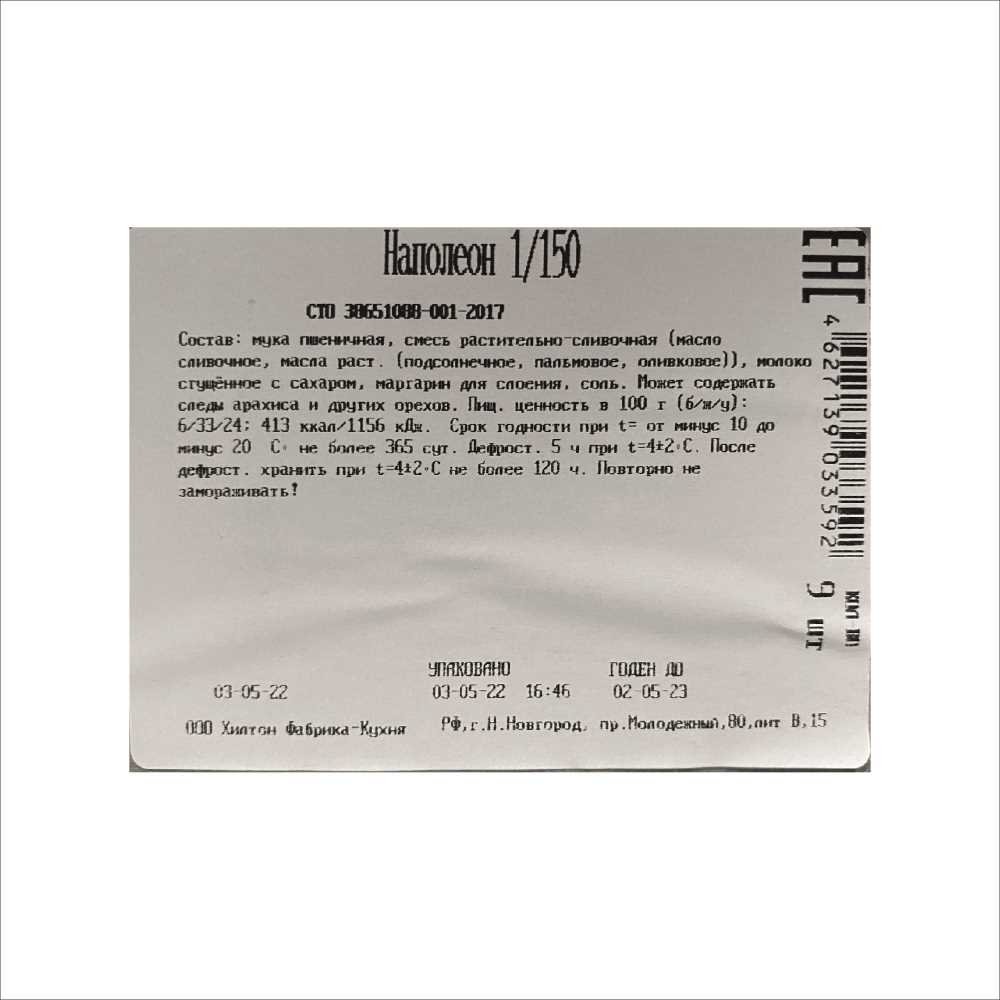 Наполеон 1/150
СТО 38651088-001-2017
Состав: мука пшеничная, смесь растительно-сливочная (масло
сливочное, масла раст. (подсолнечное, пальмовое, оливковое)), молоко
сгущённое с сахаром, маргарин для слоения, соль. Может содержать
следы арахиса и других орехов. Пищ. ценность в 100 г (б/ж/у):
6/33/24; 413 ккал/1156 кДж. Срок годности при t= от минус 10 до
минус 20 С° не более 365 сут. Дефрост. 5 ч при t=4±2°С. После
дефрост. хранить при t=4±2°С не более 120 ч. Повторно не
замораживать!
EAC
4627139033592
кол-во
9 шт
УПАКОВАНО ГОДЕН ДО
03-05-22 03-05-22 16:46 02-05-23
ООО Хилтон Фабрика-Кухня РФ,г.Н.Новгород, пр.Молодежный,80,лит В,15